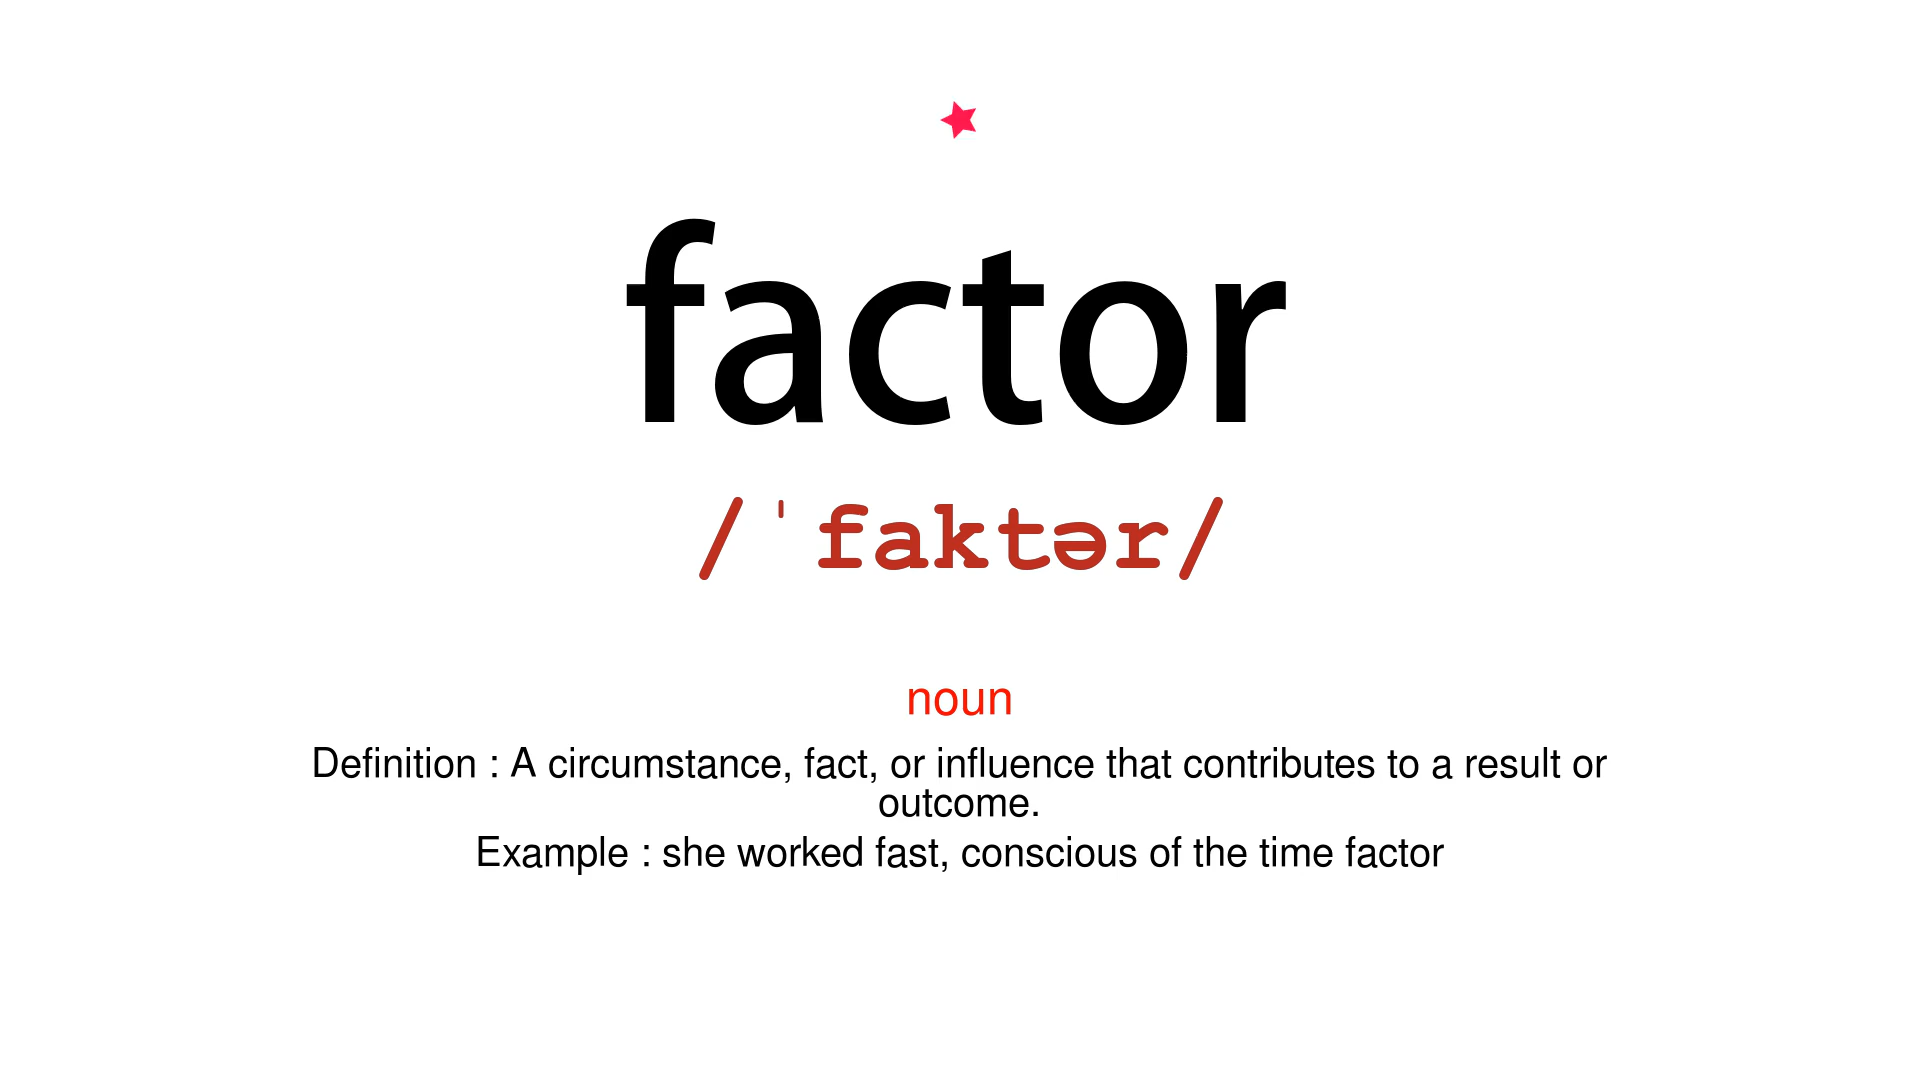 factor
/ˈfaktər/
noun
Definition : A circumstance, fact, or influence that contributes to a result or
outcome.
Example : she worked fast, conscious of the time factor